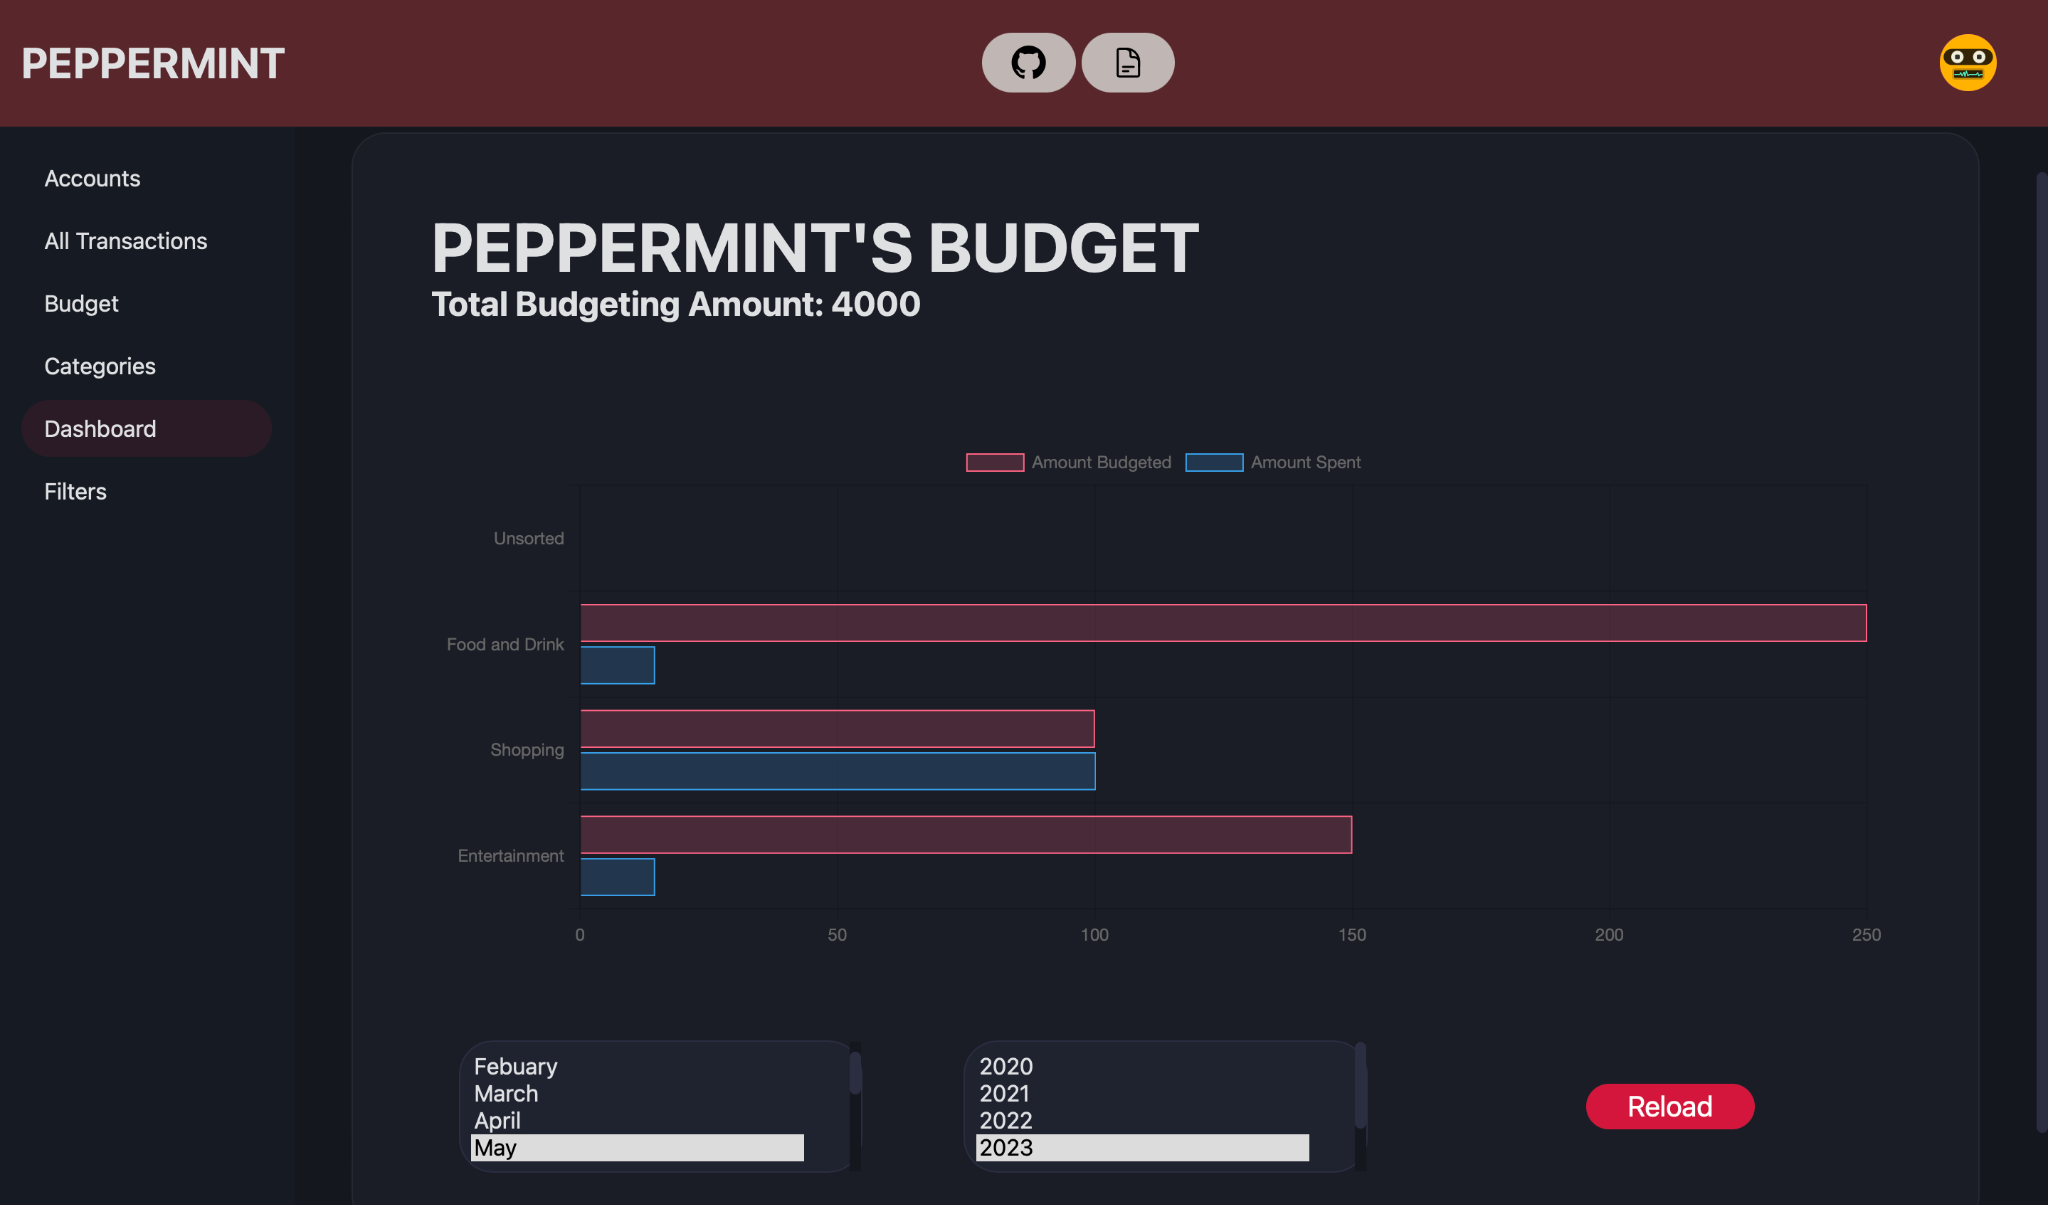 PEPPERMINT
Accounts
All Transactions
Budget
Categories
Dashboard
Filters
PEPPERMINT'S BUDGET
Total Budgeting Amount: 4000
Amount Budgeted
Amount Spent
Unsorted
Food and Drink
Shopping
Entertainment
0 50 100 150 200 250
Febuary
March
April
May
2020
2021
2022
2023
Reload